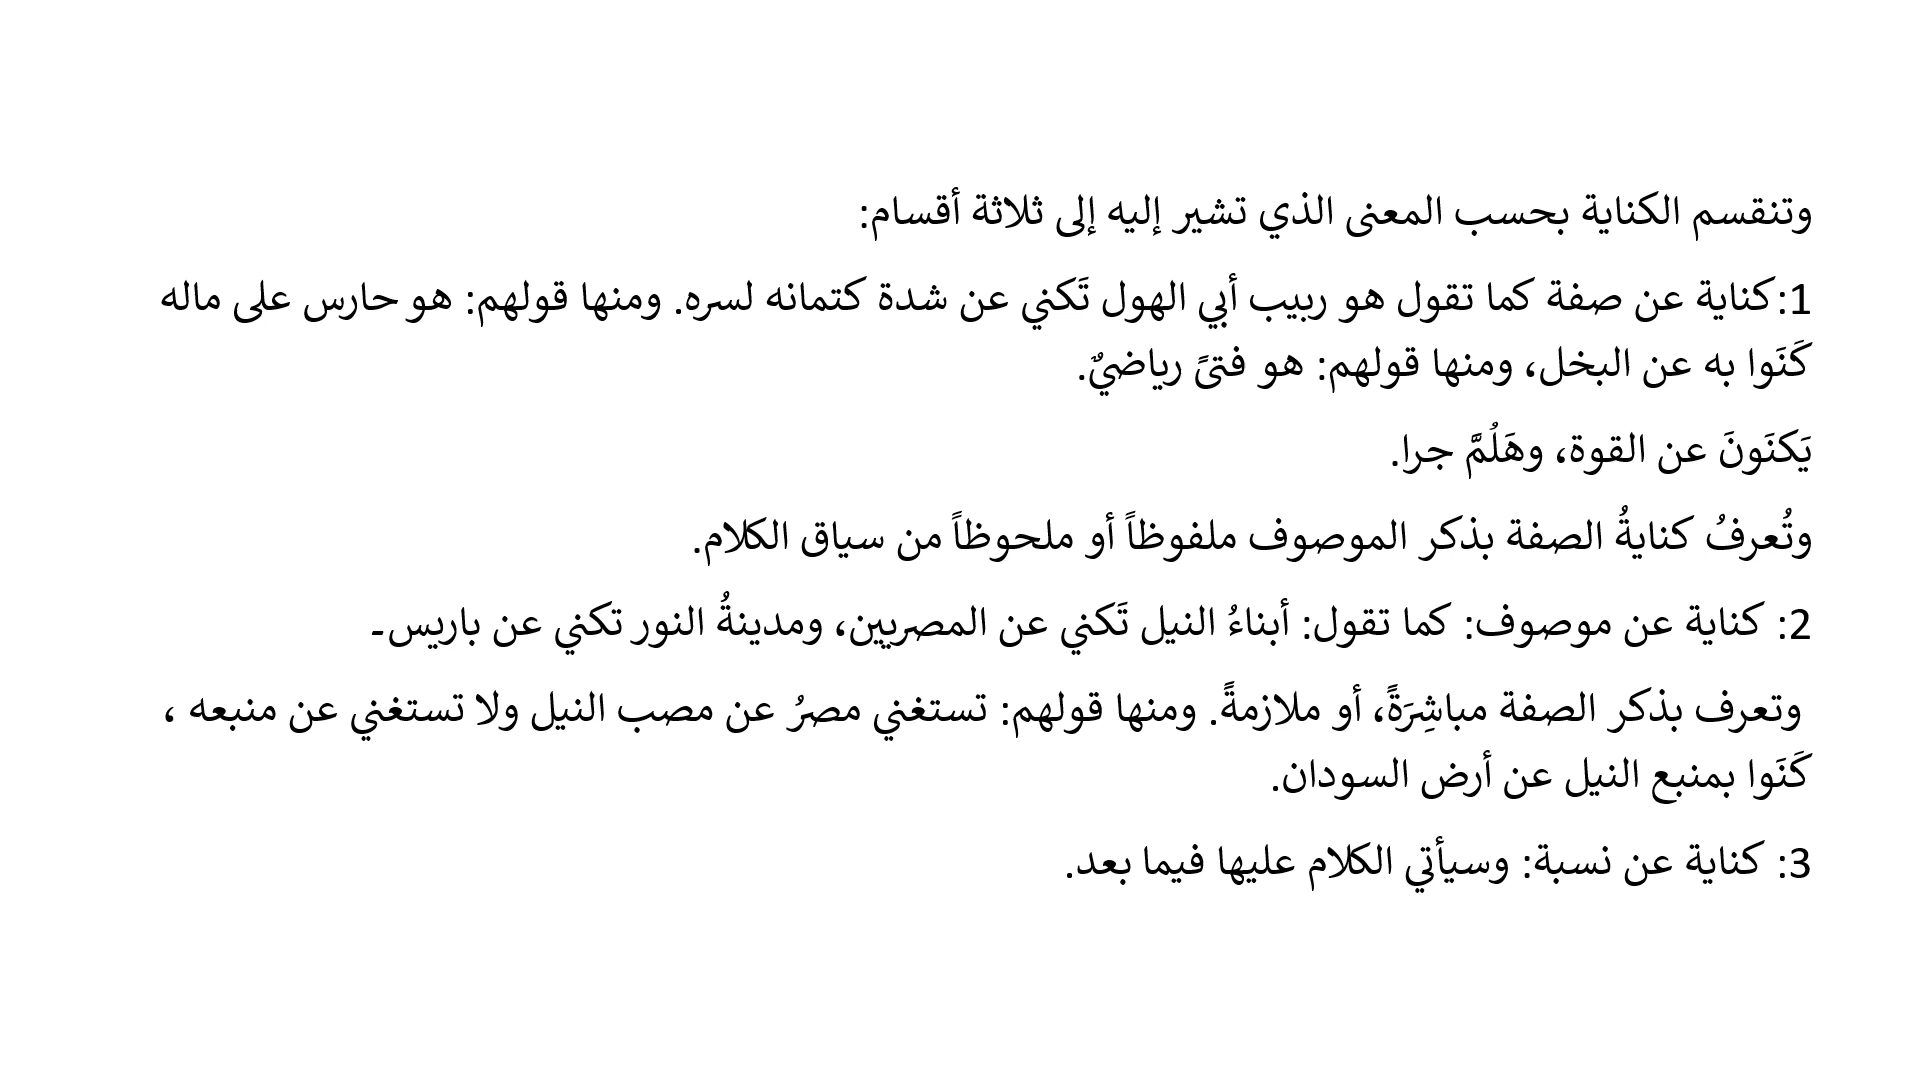 وتنقسم الكناية بحسب المعنى الذي تشير إليه إلى ثلاثة أقسام:
1:كناية عن صفة كما تقول هو ربيب أبي الهول تَكني عن شدة كتمانه لسره. ومنها قولهم: هو حارس على ماله
كَنَوا به عن البخل، ومنها قولهم: هو فتىً رياضيٌ.
يَكنَونَ عن القوة، وهَلُمَّ جرا.
وتُعرفُ كنايةُ الصفة بذكر الموصوف ملفوظاً أو ملحوظاً من سياق الكلام.
2: كناية عن موصوف: كما تقول: أبناءُ النيل تَكني عن المصريين، ومدينةُ النور تكني عن باريس۔
وتعرف بذكر الصفة مباشِرَةً، أو ملازمةً. ومنها قولهم: تستغني مصرُ عن مصب النيل ولا تستغني عن منبعه ،
كَنَوا بمنبع النيل عن أرض السودان.
3: كناية عن نسبة: وسيأتي الكلام عليها فيما بعد.